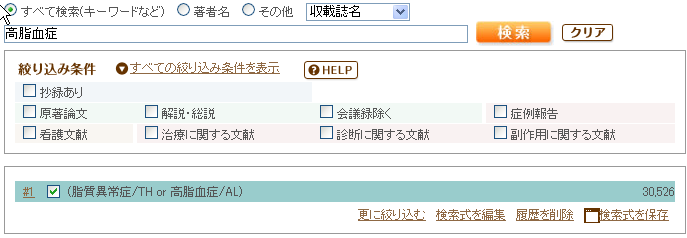 すべて検索(キーワードなど) 著者名 その他 収載誌名
高脂血症 検索 クリア
絞り込み条件 すべての絞り込み条件を表示 ? HELP
抄録あり
原著論文 解説・総説 会議録除く 症例報告
看護文献 治療に関する文献 診断に関する文献 副作用に関する文献
#1 (脂質異常症/TH or 高脂血症/AL) 30,526
更に絞り込む 検索式を編集 履歴を削除 検索式を保存